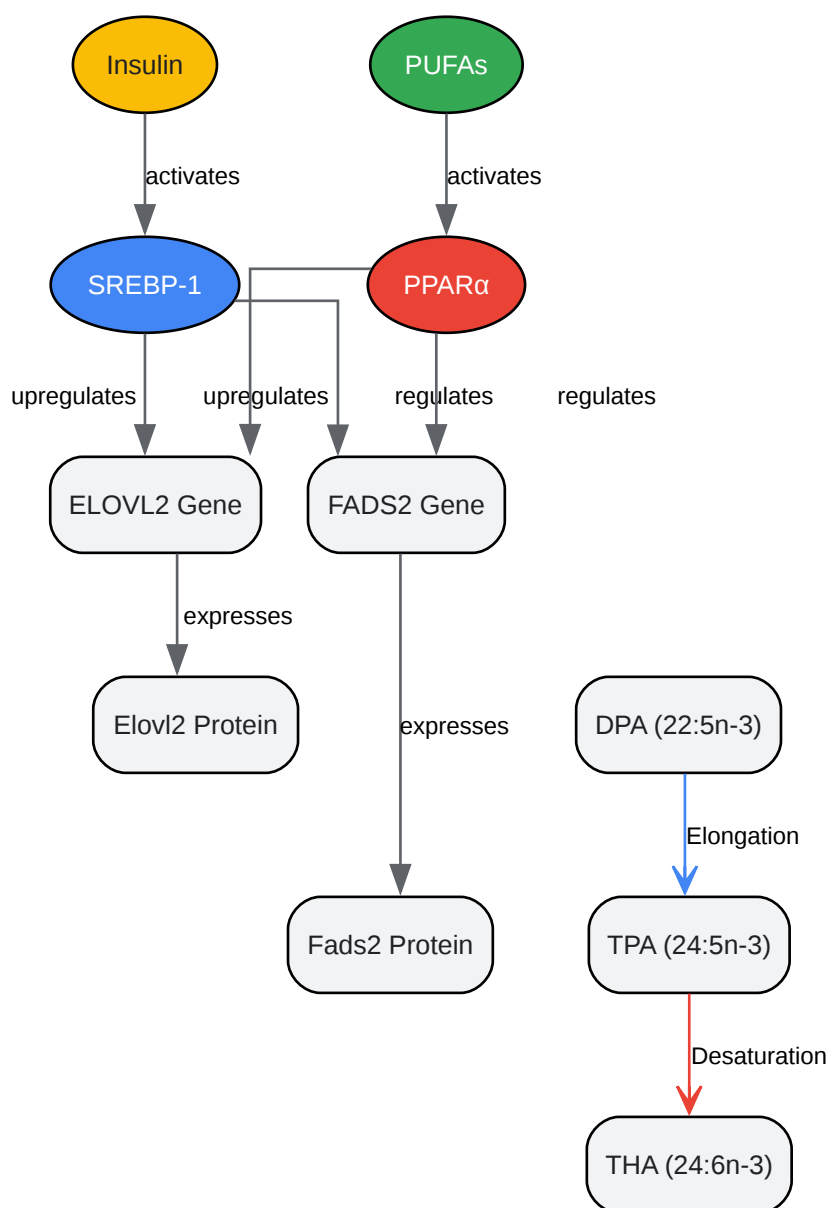 Insulin
PUFAs
activates
activates
SREBP-1
PPARα
upregulates
upregulates
regulates
regulates
ELOVL2 Gene
FADS2 Gene
expresses
Elovl2 Protein
expresses
DPA (22:5n-3)
Elongation
Fads2 Protein
TPA (24:5n-3)
Desaturation
THA (24:6n-3)